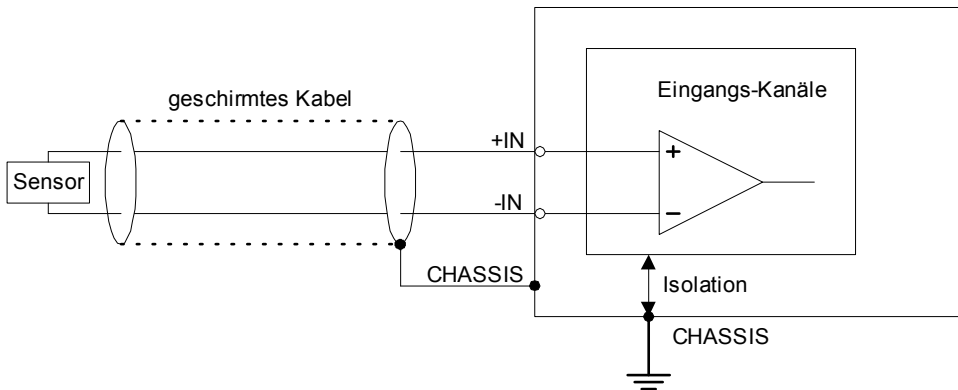 geschirmtes Kabel
Eingangs-Kanäle
+IN
+
Sensor
-IN
−
CHASSIS
Isolation
CHASSIS